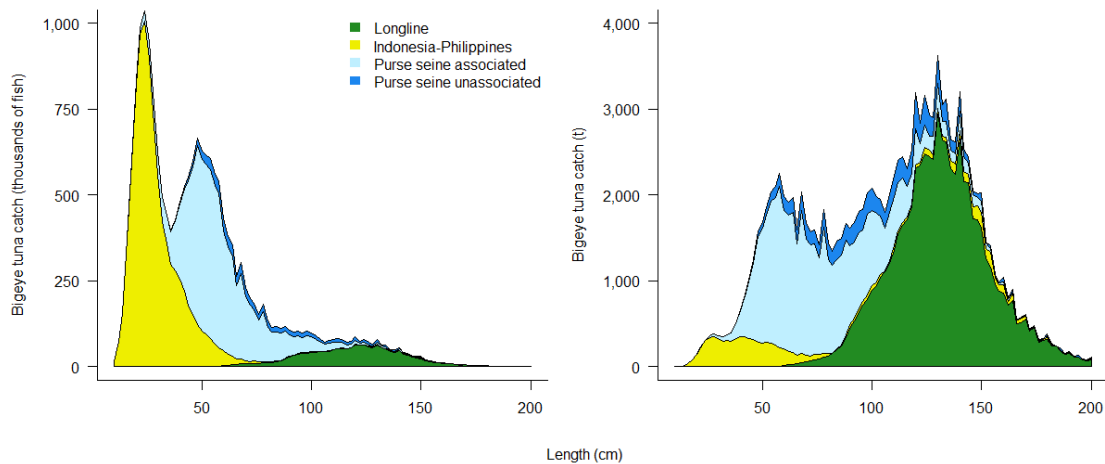 Bigeye tuna catch (thousands of fish)
1,000
750
500
250
0
50
100
150
200
Longline
Indonesia-Philippines
Purse seine associated
Purse seine unassociated
Bigeye tuna catch (t)
4,000
3,000
2,000
1,000
0
50
100
150
200
Length (cm)